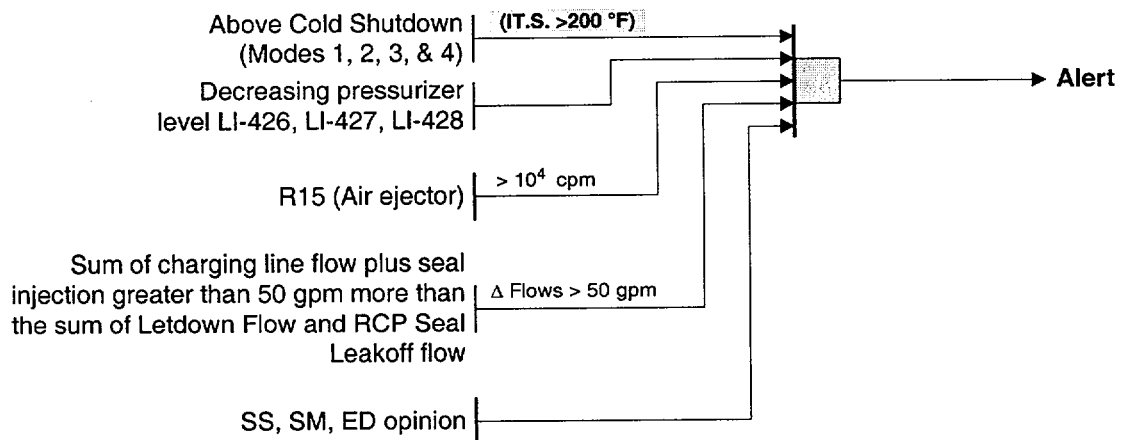 Above Cold Shutdown
(Modes 1, 2, 3, & 4)
(IT.S. >200 °F)
Decreasing pressurizer
level LI-426, LI-427, LI-428
R15 (Air ejector)
> 10⁴ cpm
Sum of charging line flow plus seal
injection greater than 50 gpm more than
the sum of Letdown Flow and RCP Seal
Leakoff flow
Δ Flows > 50 gpm
SS, SM, ED opinion
Alert